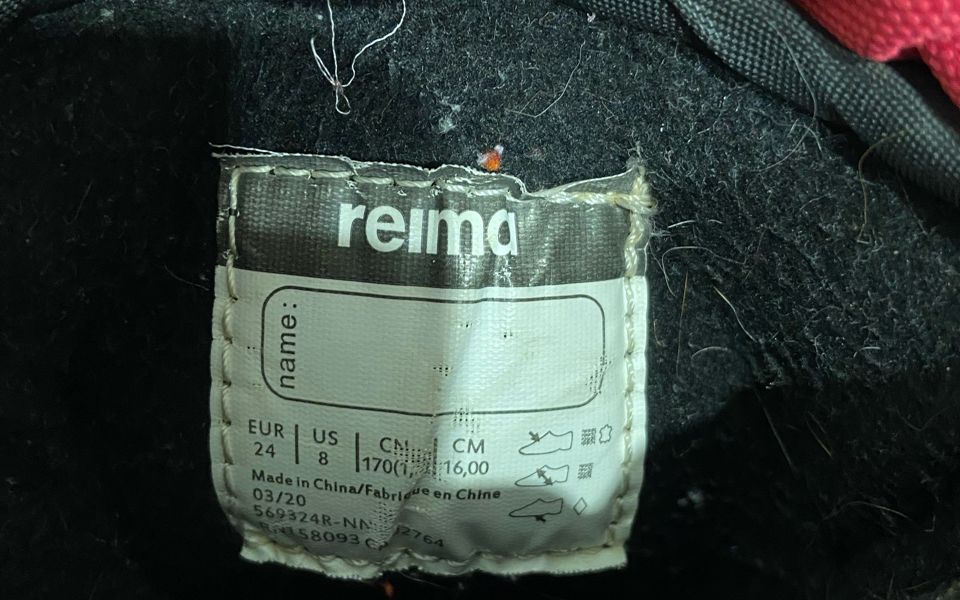 reima
name:
EUR US CN CM
24 8 16,00
Made in China/Fabriqué en Chine
03/20